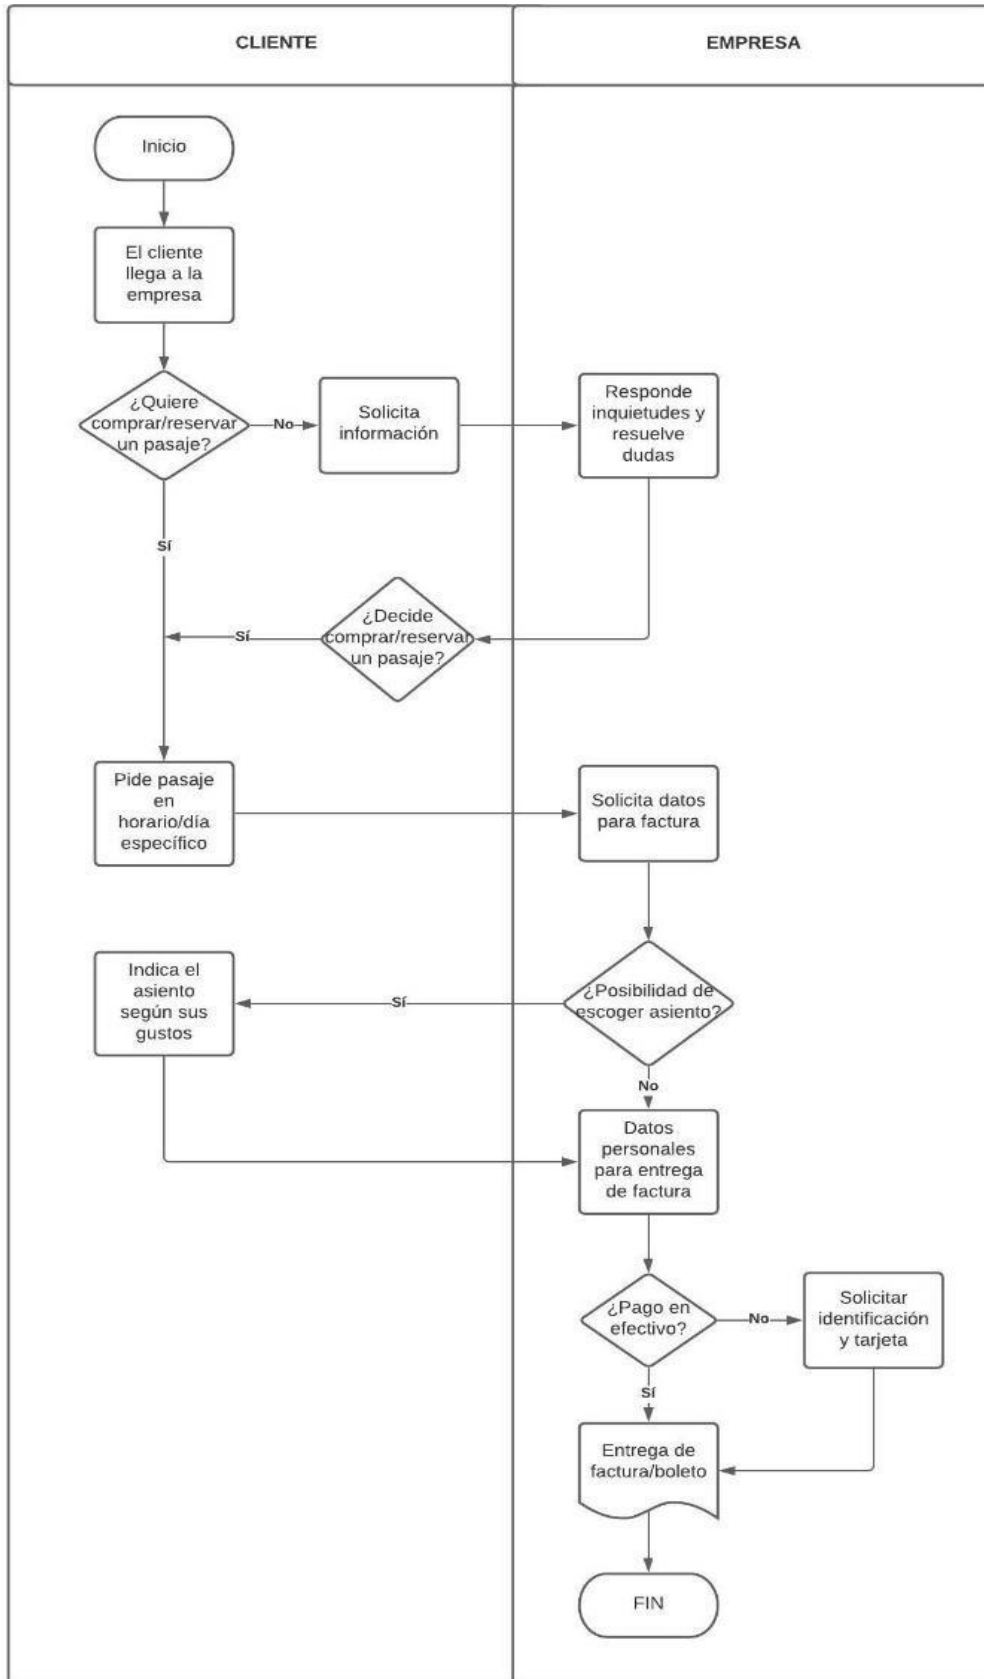 CLIENTE
EMPRESA
Inicio
El cliente
llega a la
empresa
¿Quiere
comprar/reservar
un pasaje?
No
Solicita
información
Responde
inquietudes y
resuelve
dudas
Sí
¿Decide
comprar/reservar
un pasaje?
Sí
Pide pasaje
en
horario/día
específico
Solicita datos
para factura
Indica el
asiento
según sus
gustos
Sí
¿Posibilidad de
escoger asiento?
No
Datos
personales
para entrega
de factura
¿Pago en
efectivo?
No
Solicitar
identificación
y tarjeta
Sí
Entrega de
factura/boleto
FIN